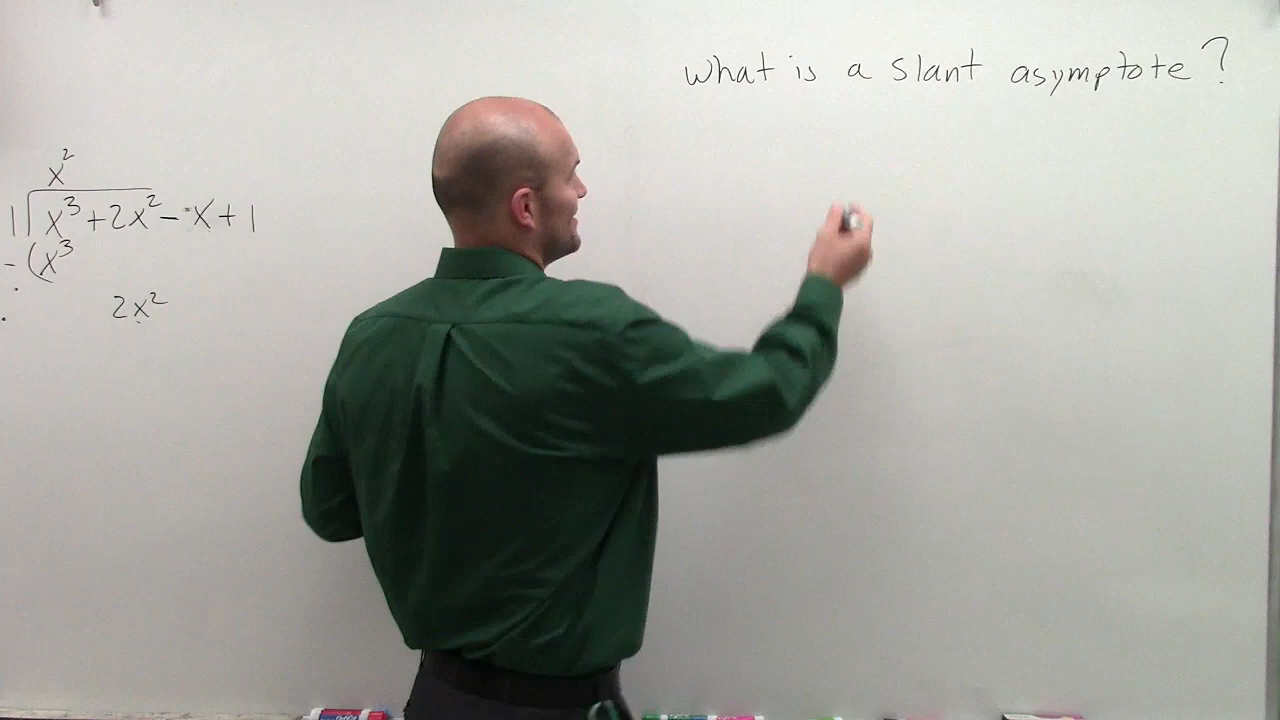 what is a slant asymptote?
x²
1 x³+2x²-x+1
-(x³
2x²